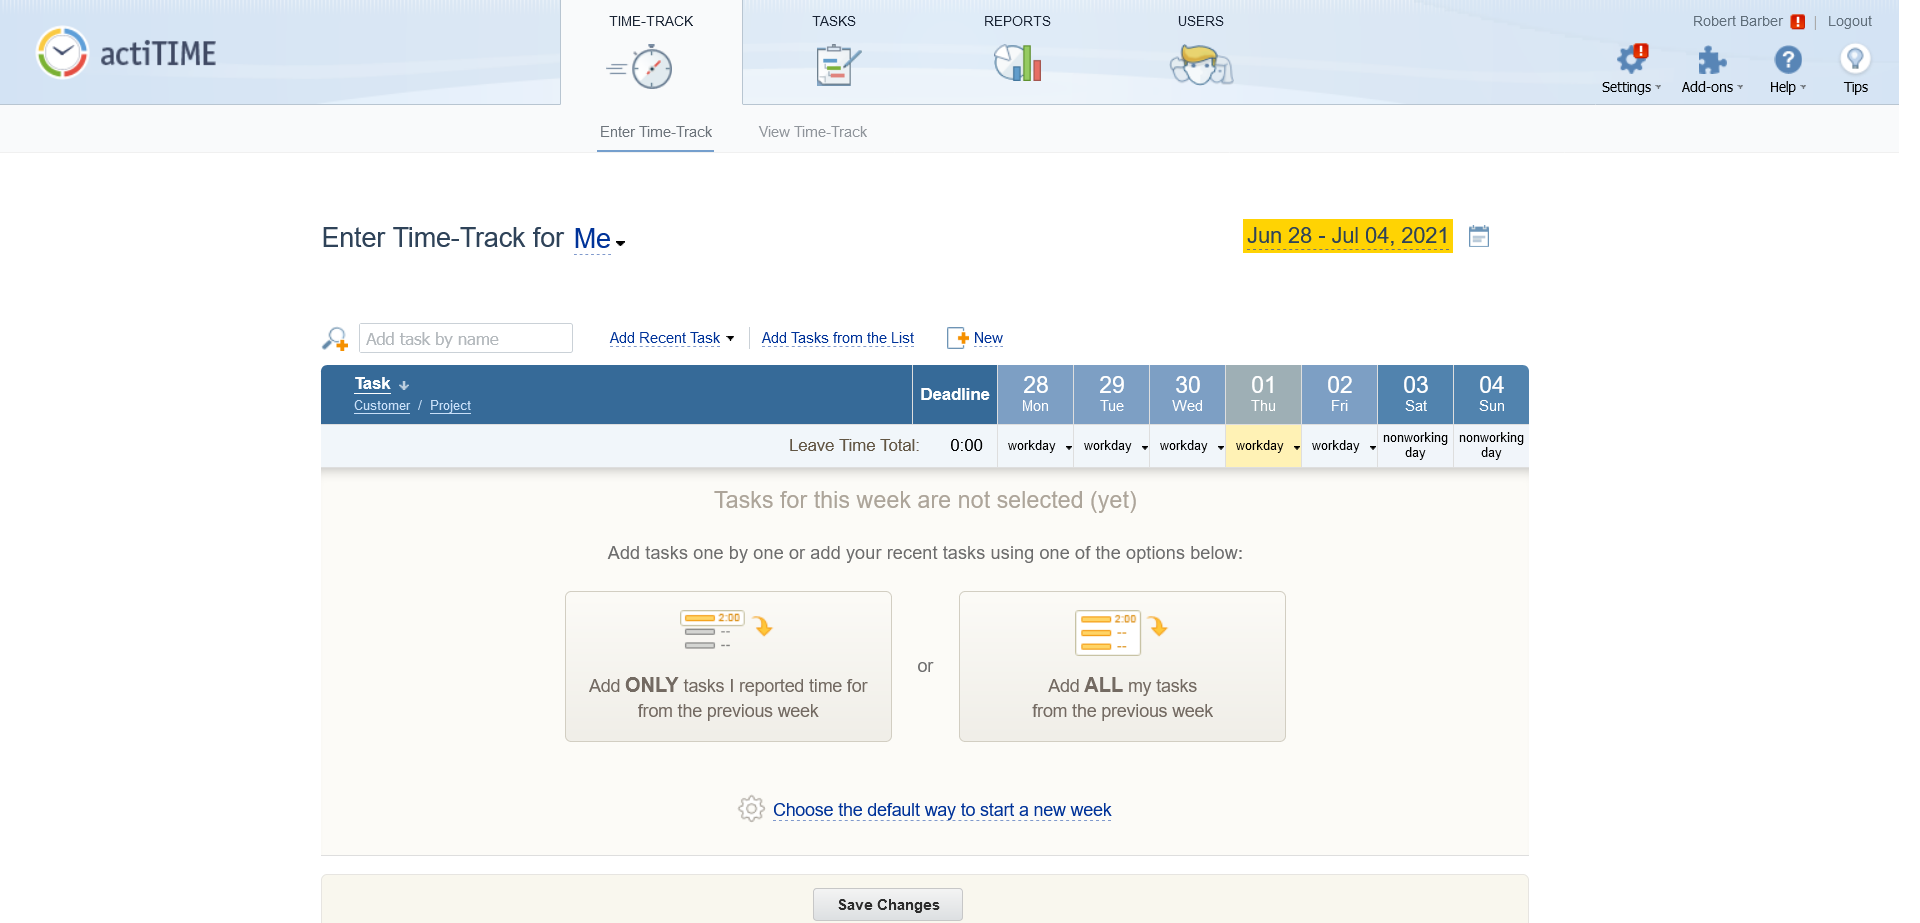 actiTIME
TIME-TRACK
TASKS
REPORTS
USERS
Robert Barber ! | Logout
Settings
Add-ons
Help
Tips
Enter Time-Track
View Time-Track
Enter Time-Track for Me
Jun 28 - Jul 04, 2021
Add task by name
Add Recent Task
Add Tasks from the List
New
Task
Customer / Project
Deadline
28 Mon
29 Tue
30 Wed
01 Thu
02 Fri
03 Sat
04 Sun
Leave Time Total: 0:00
workday
workday
workday
workday
workday
nonworking day
nonworking day
Tasks for this week are not selected (yet)
Add tasks one by one or add your recent tasks using one of the options below:
2:00
--
--
Add ONLY tasks I reported time for
from the previous week
or
2:00
--
--
Add ALL my tasks
from the previous week
Choose the default way to start a new week
Save Changes